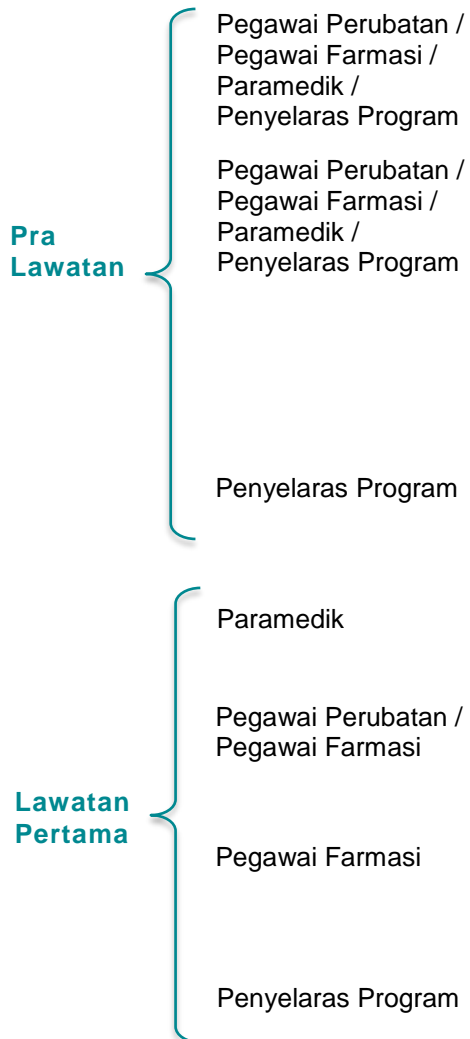 Pegawai Perubatan /
Pegawai Farmasi /
Paramedik /
Penyelaras Program
Pegawai Perubatan /
Pegawai Farmasi /
Paramedik /
Penyelaras Program
Pra
Lawatan
Penyelaras Program
Paramedik
Pegawai Perubatan /
Pegawai Farmasi
Lawatan
Pertama
Pegawai Farmasi
Penyelaras Program